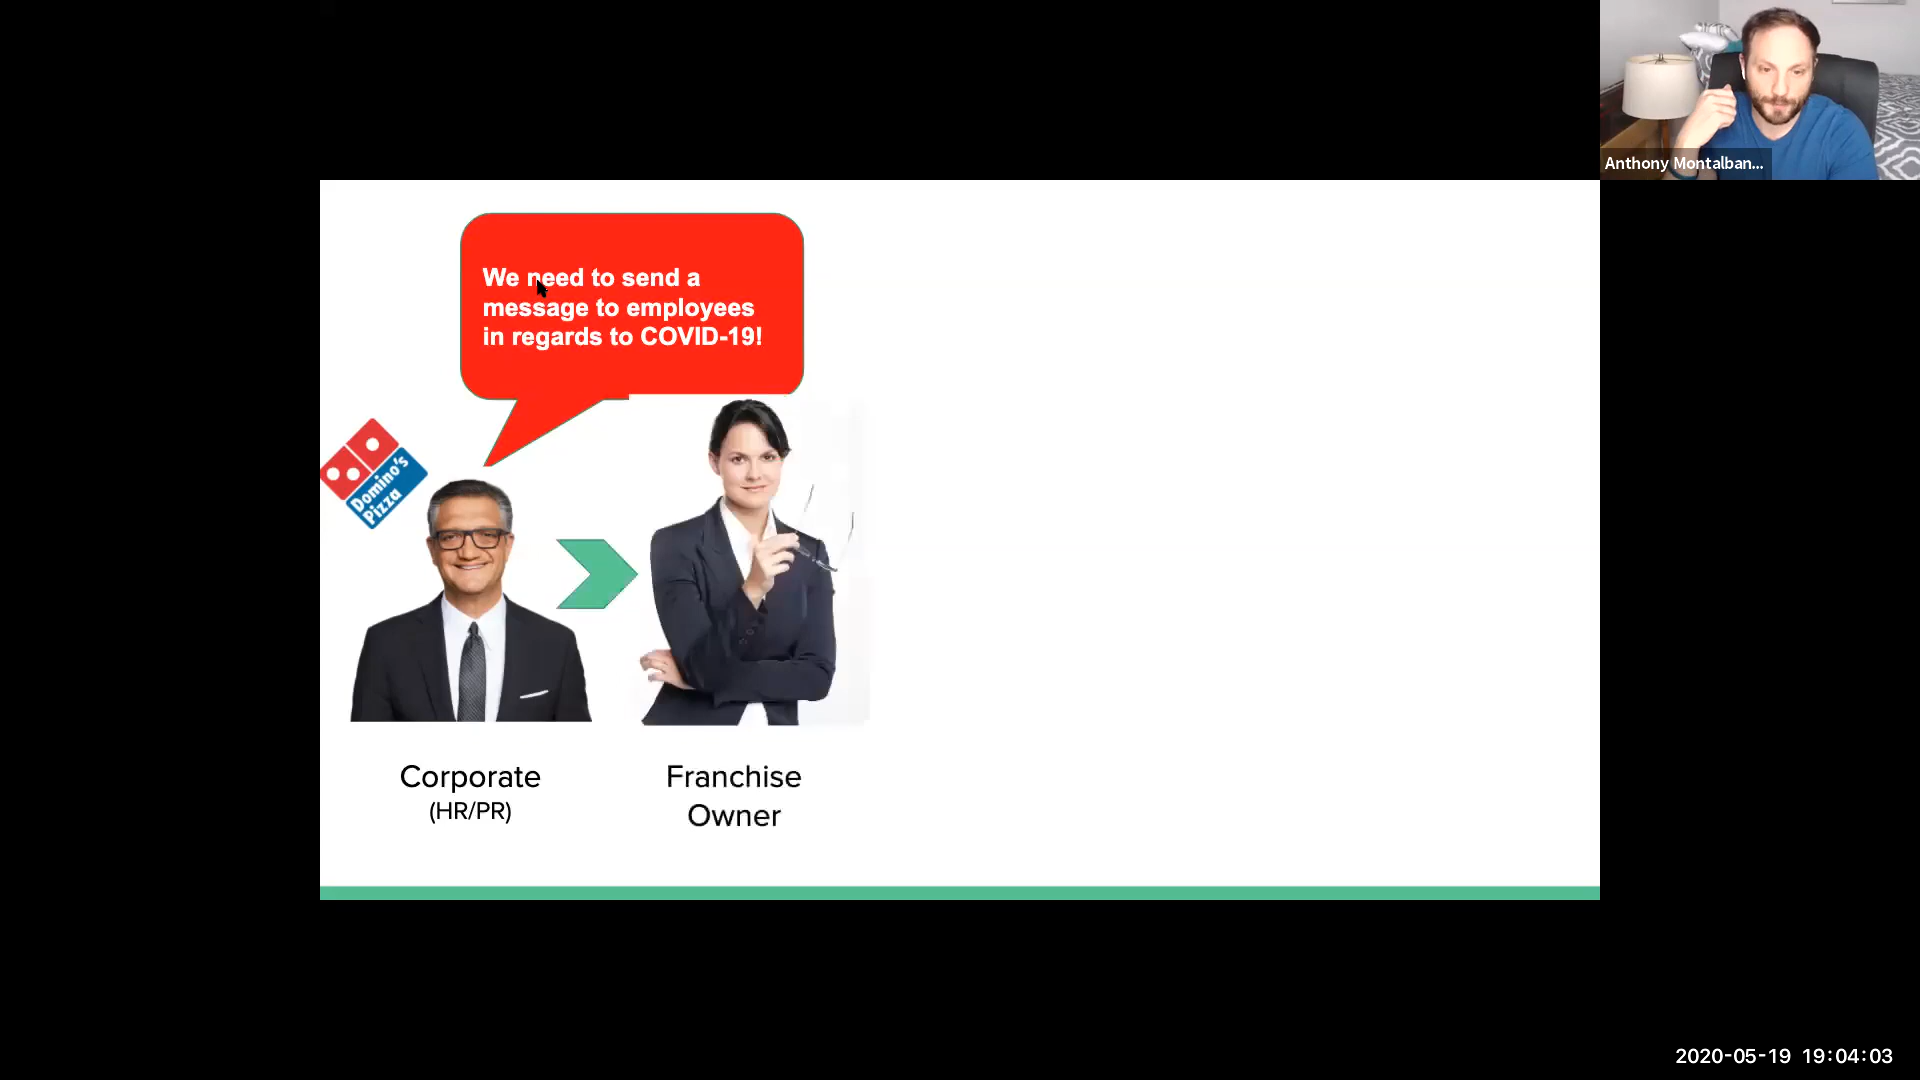 Anthony Montalban...
We need to send a
message to employees
in regards to COVID-19!
Domino's
Pizza
Corporate
(HR/PR)
Franchise
Owner
2020-05-19 19:04:03